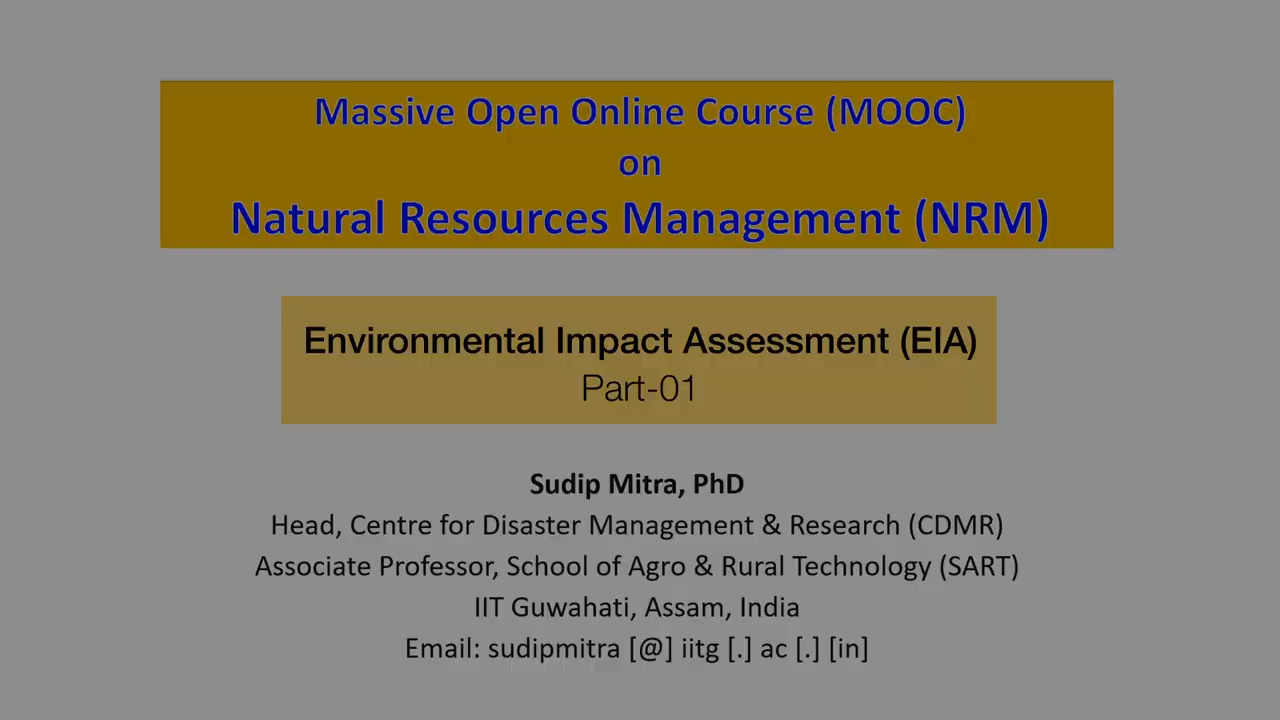 Massive Open Online Course (MOOC)
on
Natural Resources Management (NRM)
Environmental Impact Assessment (EIA)
Part-01
Sudip Mitra, PhD
Head, Centre for Disaster Management & Research (CDMR)
Associate Professor, School of Agro & Rural Technology (SART)
IIT Guwahati, Assam, India
Email: sudipmitra [@] iitg [.] ac [.] [in]